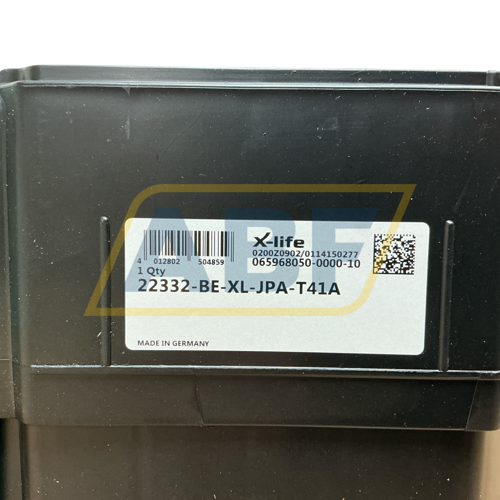 X-life
0200Z0902/0114150277
4 012802 504859
065968050-0000-10
1 Qty
22332-BE-XL-JPA-T41A
MADE IN GERMANY
ABF